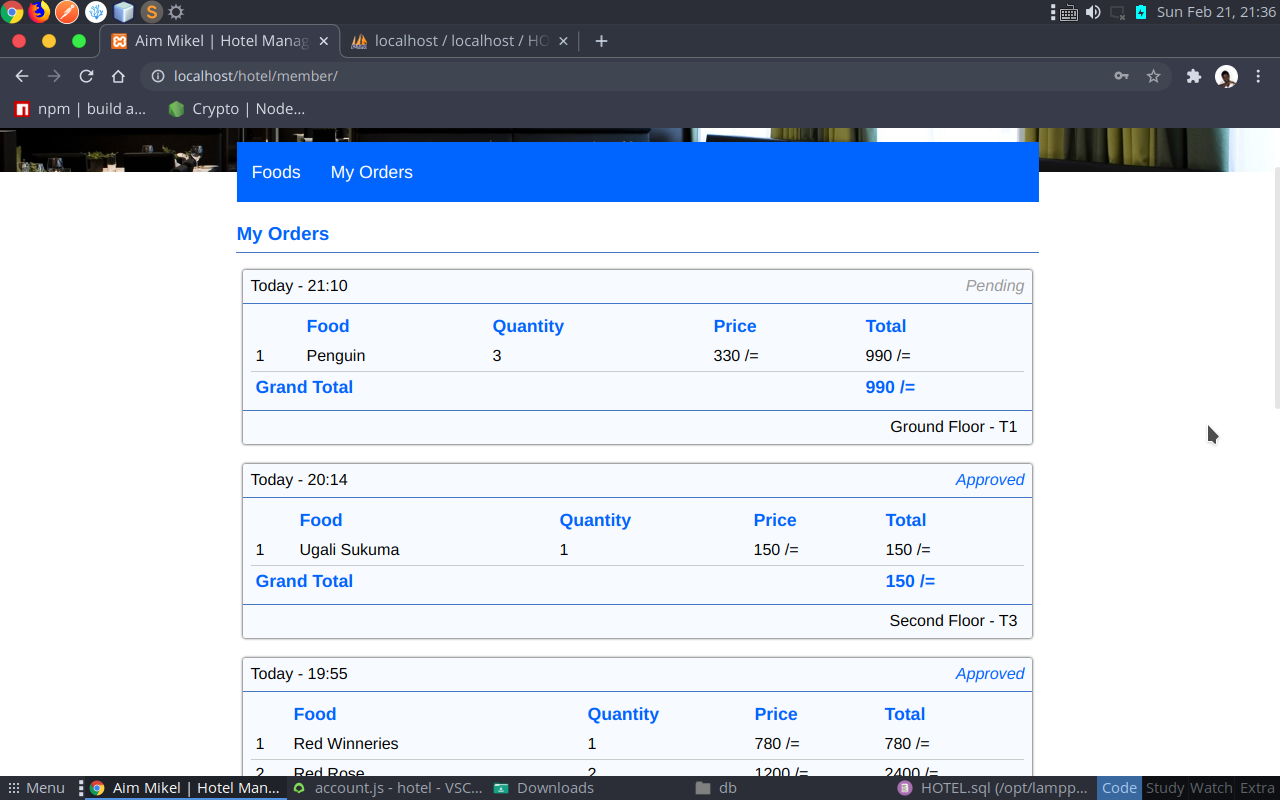 Sun Feb 21, 21:36
Aim Mikel | Hotel Manag
localhost / localhost / HO
localhost/hotel/member/
npm | build a...
Crypto | Node...
Foods My Orders
My Orders
Today - 21:10 Pending
Food Quantity Price Total
1 Penguin 3 330 /= 990 /=
Grand Total 990 /=
Ground Floor - T1
Today - 20:14 Approved
Food Quantity Price Total
1 Ugali Sukuma 1 150 /= 150 /=
Grand Total 150 /=
Second Floor - T3
Today - 19:55 Approved
Food Quantity Price Total
1 Red Winneries 1 780 /= 780 /=
2 Red Rose 2 1200 /= 2400 /=
Menu Aim Mikel | Hotel Man... account.js - hotel - VSC... Downloads db HOTEL.sql (/opt/lampp... Code Study Watch Extra